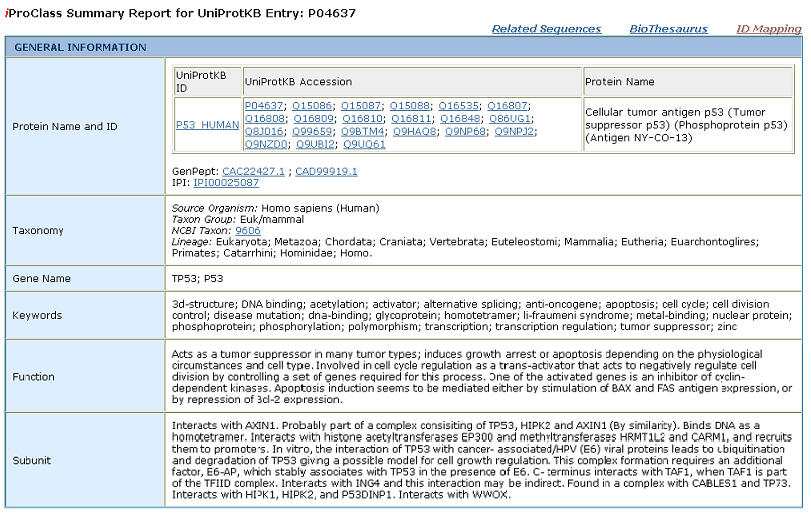 iProClass Summary Report for UniProtKB Entry: P04637
Related Sequences BioThesaurus ID Mapping
GENERAL INFORMATION
Protein Name and ID
UniProtKB ID
UniProtKB Accession
Protein Name
P53_HUMAN
P04637; Q15086; Q15087; Q15088; Q16535; Q16807;
Q16808; Q16809; Q16810; Q16811; Q16848; Q86UG1;
Q8J016; Q99659; Q9BTM4; Q9HAQ8; Q9NP68; Q9NPJ2;
Q9NZD0; Q9UBI2; Q9UQ61
Cellular tumor antigen p53 (Tumor
suppressor p53) (Phosphoprotein p53)
(Antigen NY-CO-13)
GenPept: CAC22427.1 ; CAD99919.1
IPI: IPI00025087
Taxonomy
Source Organism: Homo sapiens (Human)
Taxon Group: Euk/mammal
NCBI Taxon: 9606
Lineage: Eukaryota; Metazoa; Chordata; Craniata; Vertebrata; Euteleostomi; Mammalia; Eutheria; Euarchontoglires;
Primates; Catarrhini; Hominidae; Homo.
Gene Name
TP53; P53
Keywords
3d-structure; DNA binding; acetylation; activator; alternative splicing; anti-oncogene; apoptosis; cell cycle; cell division
control; disease mutation; dna-binding; glycoprotein; homotetramer; li-fraumeni syndrome; metal-binding; nuclear protein;
phosphoprotein; phosphorylation; polymorphism; transcription; transcription regulation; tumor suppressor; zinc
Function
Acts as a tumor suppressor in many tumor types; induces growth arrest or apoptosis depending on the physiological
circumstances and cell type. Involved in cell cycle regulation as a trans-activator that acts to negatively regulate cell
division by controlling a set of genes required for this process. One of the activated genes is an inhibitor of cyclin-
dependent kinases. Apoptosis induction seems to be mediated either by stimulation of BAX and FAS antigen expression, or
by repression of Bcl-2 expression.
Subunit
Interacts with AXIN1. Probably part of a complex consisiting of TP53, HIPK2 and AXIN1 (By similarity). Binds DNA as a
homotetramer. Interacts with histone acetyltransferases EP300 and methyltransferases HRMT1L2 and CARM1, and recruits
them to promoters. In vitro, the interaction of TP53 with cancer- associated/HPV (E6) viral proteins leads to ubiquitination
and degradation of TP53 giving a possible model for cell growth regulation. This complex formation requires an additional
factor, E6-AP, which stably associates with TP53 in the presence of E6. C- terminus interacts with TAF1, when TAF1 is part
of the TFIID complex. Interacts with ING4 and this interaction may be indirect. Found in a complex with CABLES1 and TP73.
Interacts with HIPK1, HIPK2, and P53DINP1. Interacts with WWOX.